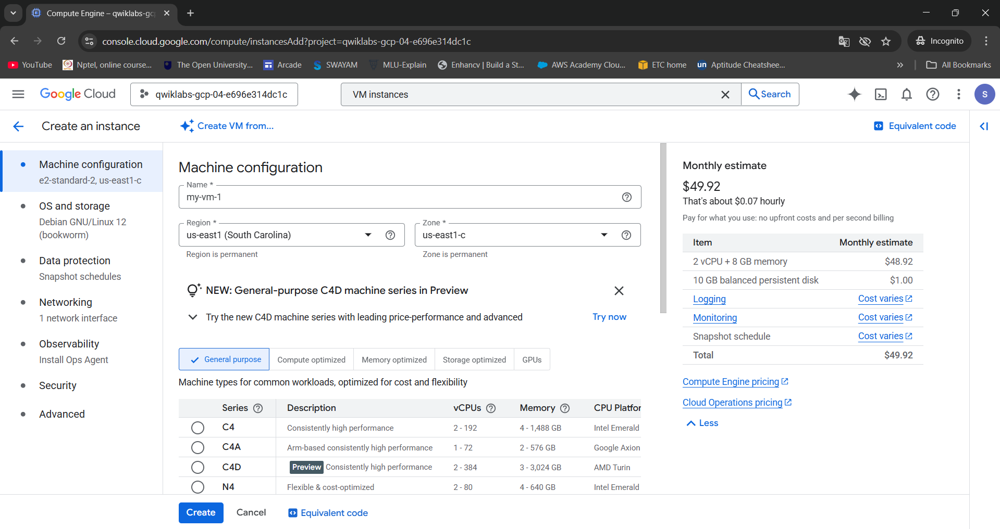 Compute Engine – qwiklabs-gcp
console.cloud.google.com/compute/instancesAdd?project=qwiklabs-gcp-04-e696e314dc1c
Incognito
YouTube
Nptel, online course...
The Open University...
Arcade
SWAYAM
MLU-Explain
Enhancv | Build a St...
AWS Academy Clou...
ETC home
un Aptitude Cheatshee...
All Bookmarks
Google Cloud
qwiklabs-gcp-04-e696e314dc1c
VM instances
Search
S
Create an instance
Create VM from...
Equivalent code
Machine configuration
e2-standard-2, us-east1-c
OS and storage
Debian GNU/Linux 12
(bookworm)
Data protection
Snapshot schedules
Networking
1 network interface
Observability
Install Ops Agent
Security
Advanced
Machine configuration
Name *
my-vm-1
Region *
us-east1 (South Carolina)
Region is permanent
Zone *
us-east1-c
Zone is permanent
NEW: General-purpose C4D machine series in Preview
Try the new C4D machine series with leading price-performance and advanced
Try now
General purpose
Compute optimized
Memory optimized
Storage optimized
GPUs
Machine types for common workloads, optimized for cost and flexibility
Series Description vCPUs Memory CPU Platfor
C4 Consistently high performance 2 - 192 4 - 1,488 GB Intel Emerald
C4A Arm-based consistently high performance 1 - 72 2 - 576 GB Google Axion
C4D Preview Consistently high performance 2 - 384 3 - 3,024 GB AMD Turin
N4 Flexible & cost-optimized 2 - 80 4 - 640 GB Intel Emerald
Create
Cancel
Equivalent code
Monthly estimate
$49.92
That's about $0.07 hourly
Pay for what you use: no upfront costs and per second billing
Item Monthly estimate
2 vCPU + 8 GB memory $48.92
10 GB balanced persistent disk $1.00
Logging Cost varies
Monitoring Cost varies
Snapshot schedule Cost varies
Total $49.92
Compute Engine pricing
Cloud Operations pricing
Less